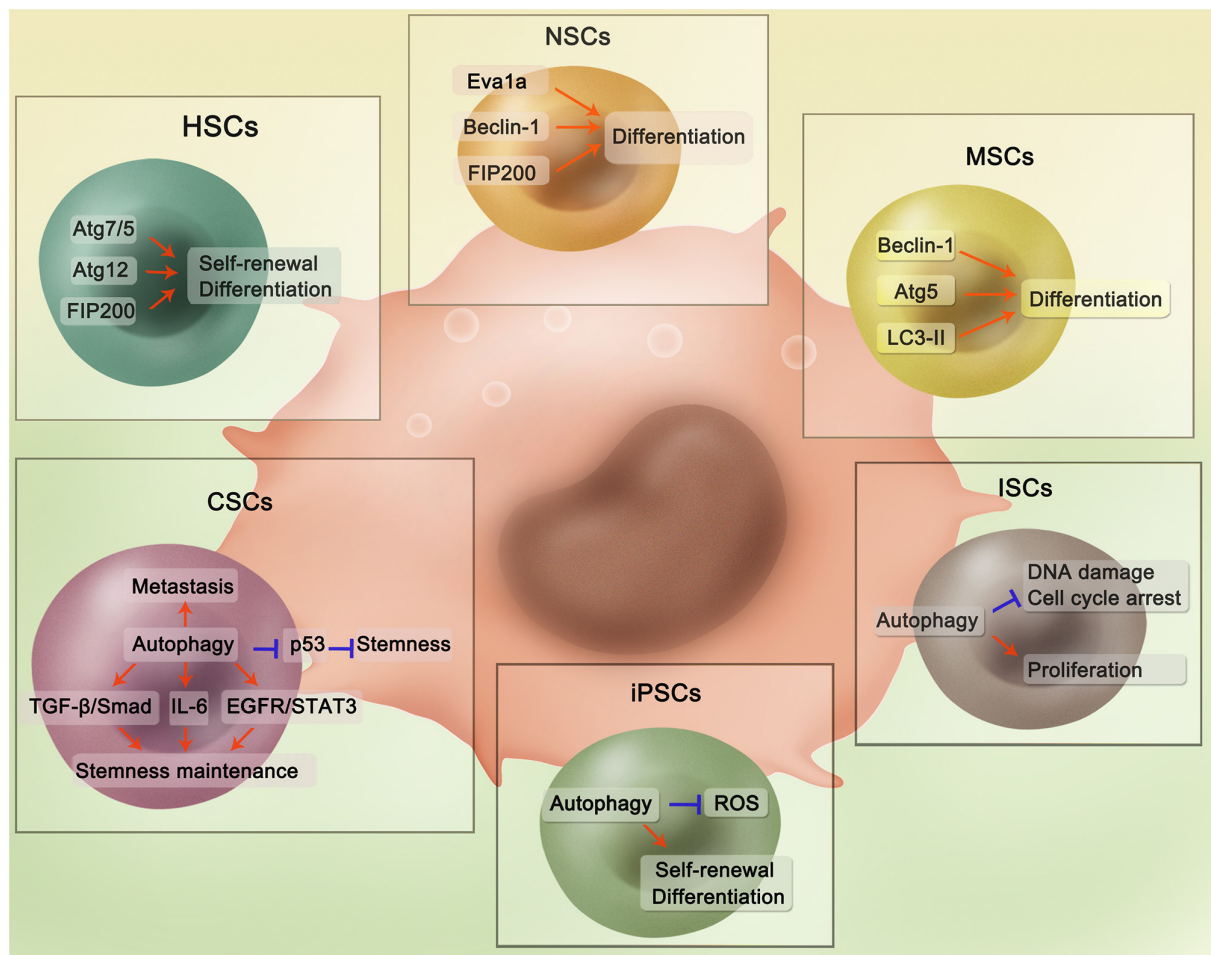 NSCs
Eva1a
Beclin-1
FIP200
Differentiation
HSCs
Atg7/5
Atg12
FIP200
Self-renewal
Differentiation
MSCs
Beclin-1
Atg5
LC3-II
Differentiation
CSCs
Metastasis
Autophagy
p53
Stemness
TGF-β/Smad
IL-6
EGFR/STAT3
Stemness maintenance
ISCs
Autophagy
DNA damage
Cell cycle arrest
Proliferation
iPSCs
Autophagy
ROS
Self-renewal
Differentiation